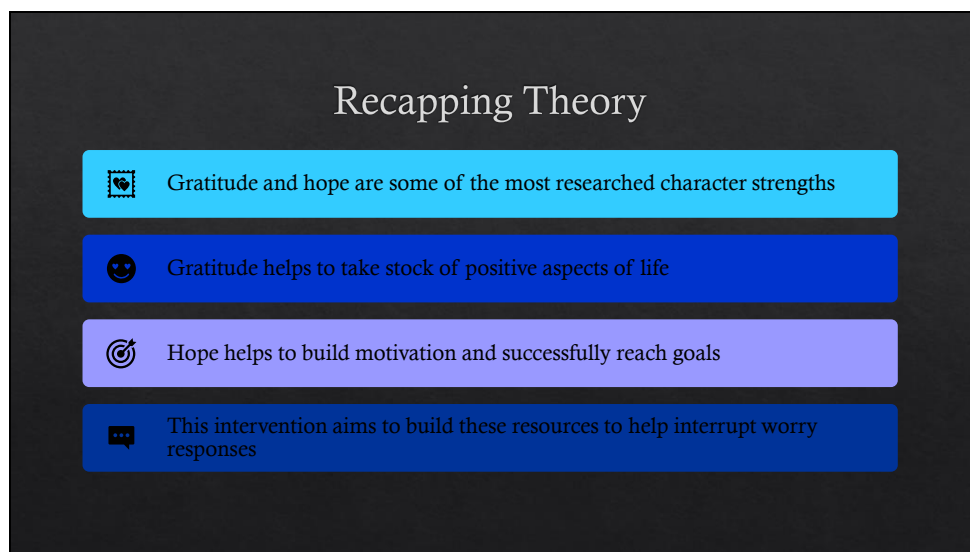 Recapping Theory
Gratitude and hope are some of the most researched character strengths
Gratitude helps to take stock of positive aspects of life
Hope helps to build motivation and successfully reach goals
This intervention aims to build these resources to help interrupt worry
responses